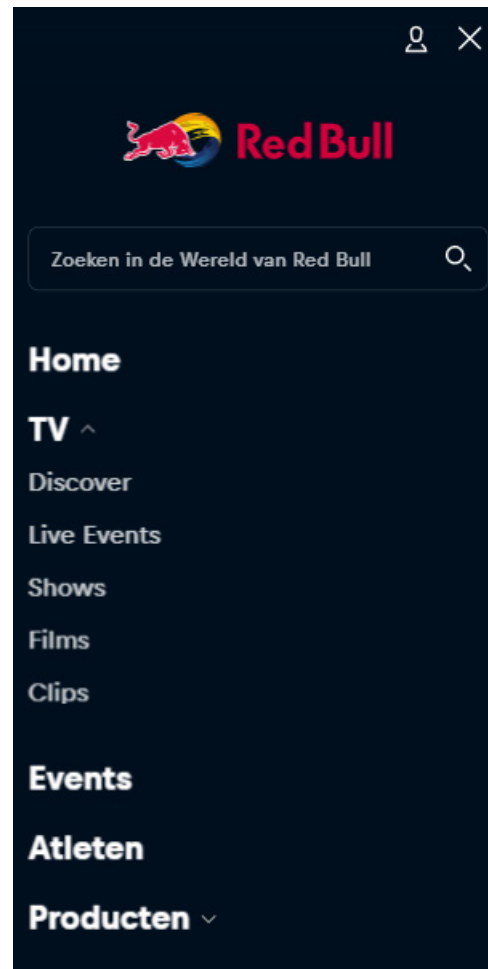 Red Bull
Zoeken in de Wereld van Red Bull
Home
TV
Discover
Live Events
Shows
Films
Clips
Events
Atleten
Producten